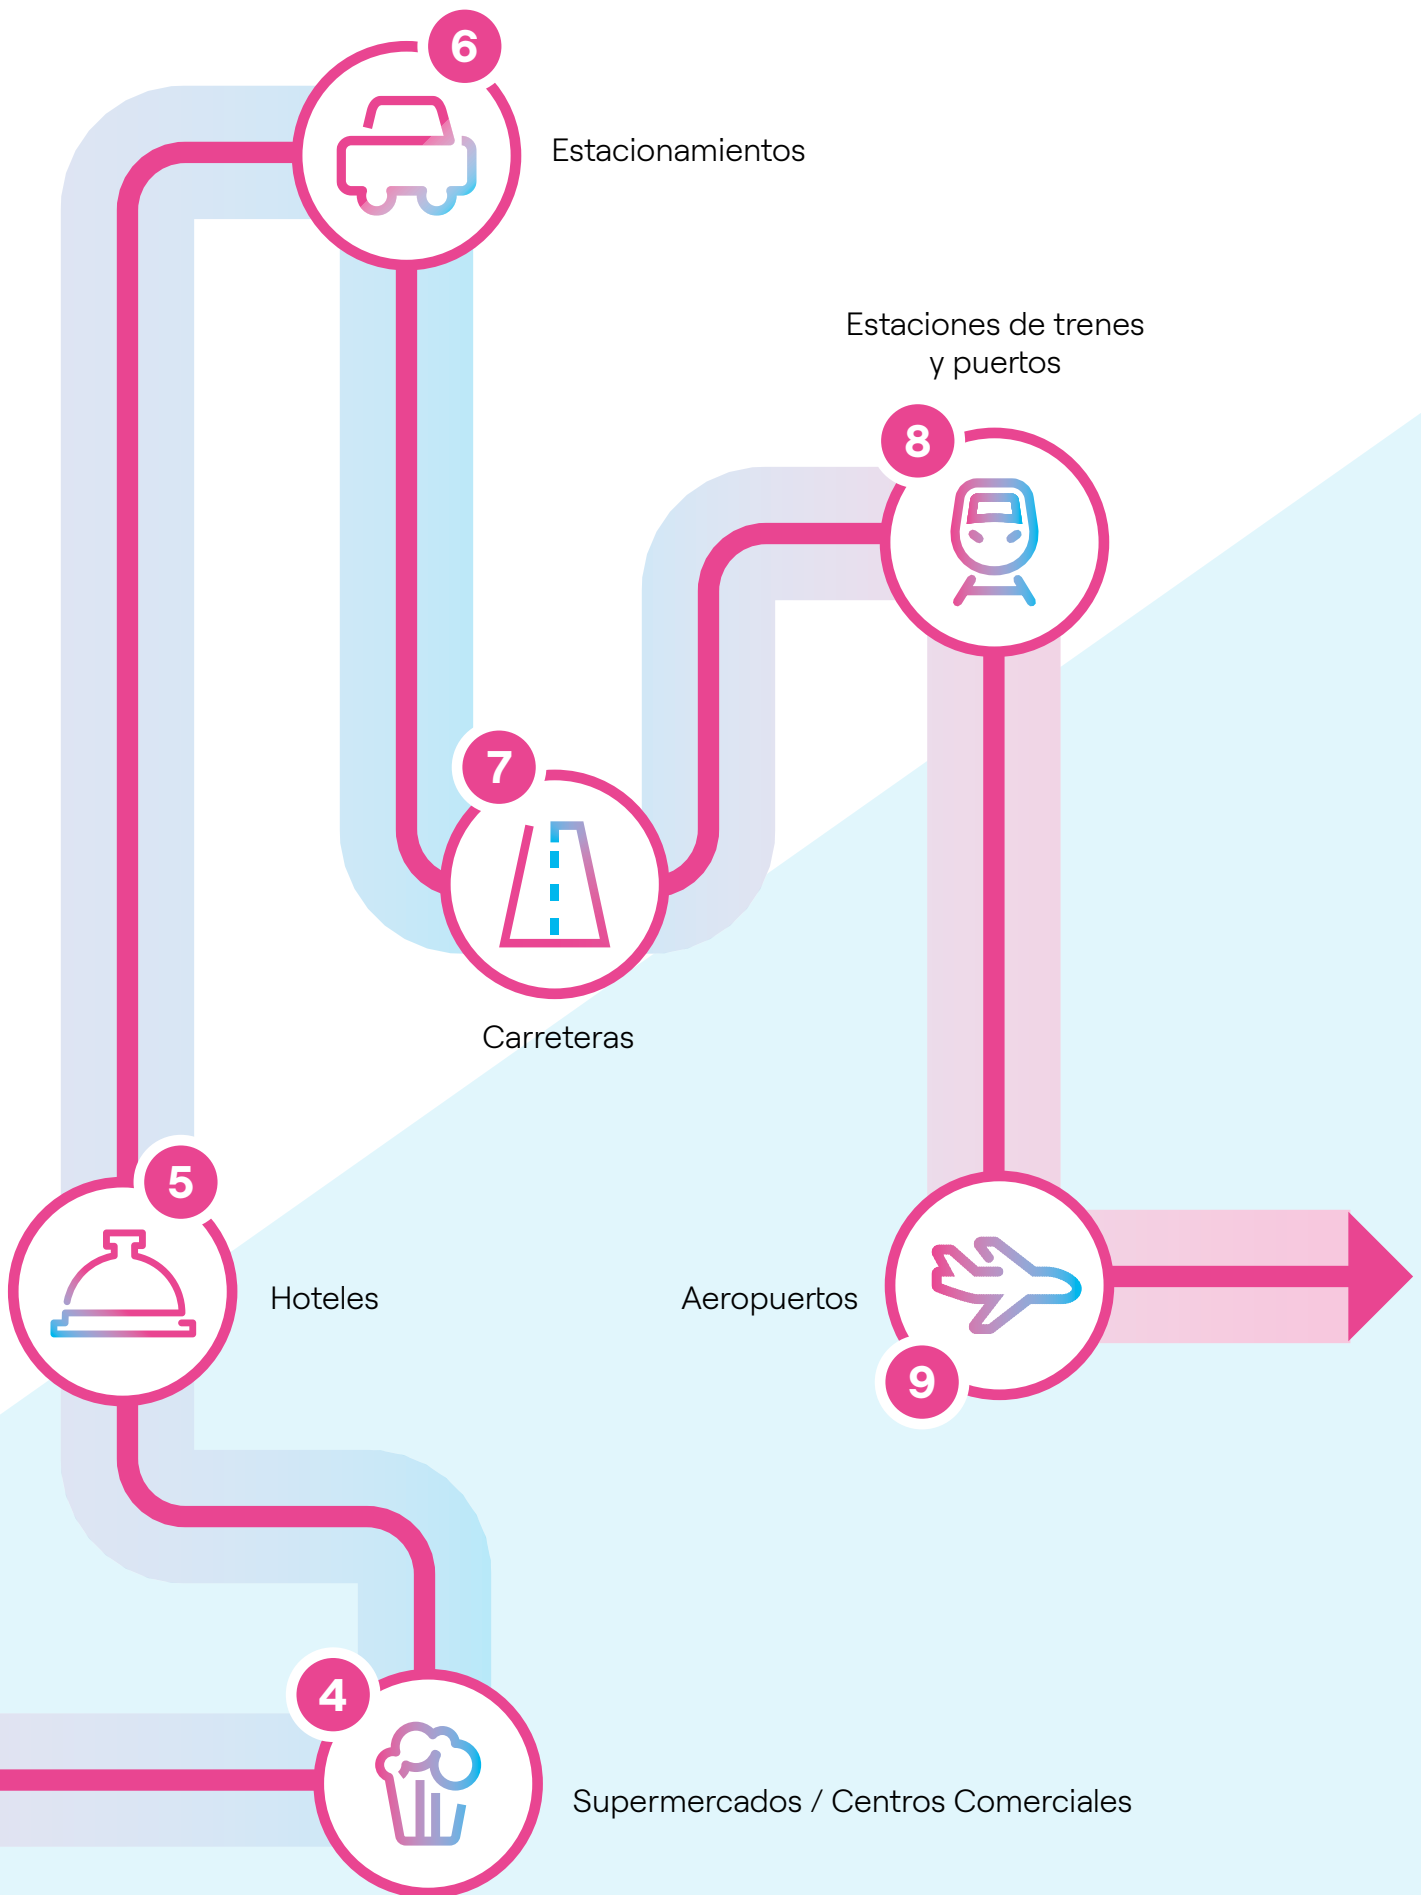 6
Estacionamientos
Estaciones de trenes
y puertos
8
7
Carreteras
5
Hoteles
Aeropuertos
9
4
Supermercados / Centros Comerciales